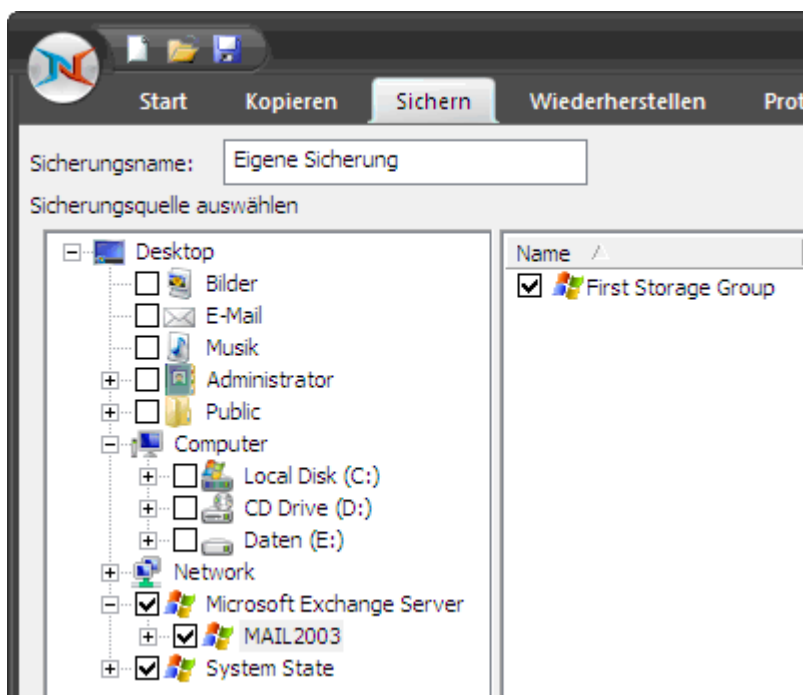 Start Kopieren Sichern Wiederherstellen Prot
Sicherungsname: Eigene Sicherung
Sicherungsquelle auswählen
Desktop
Bilder
E-Mail
Musik
Administrator
Public
Computer
Local Disk (C:)
CD Drive (D:)
Daten (E:)
Network
Microsoft Exchange Server
MAIL2003
System State
Name
First Storage Group